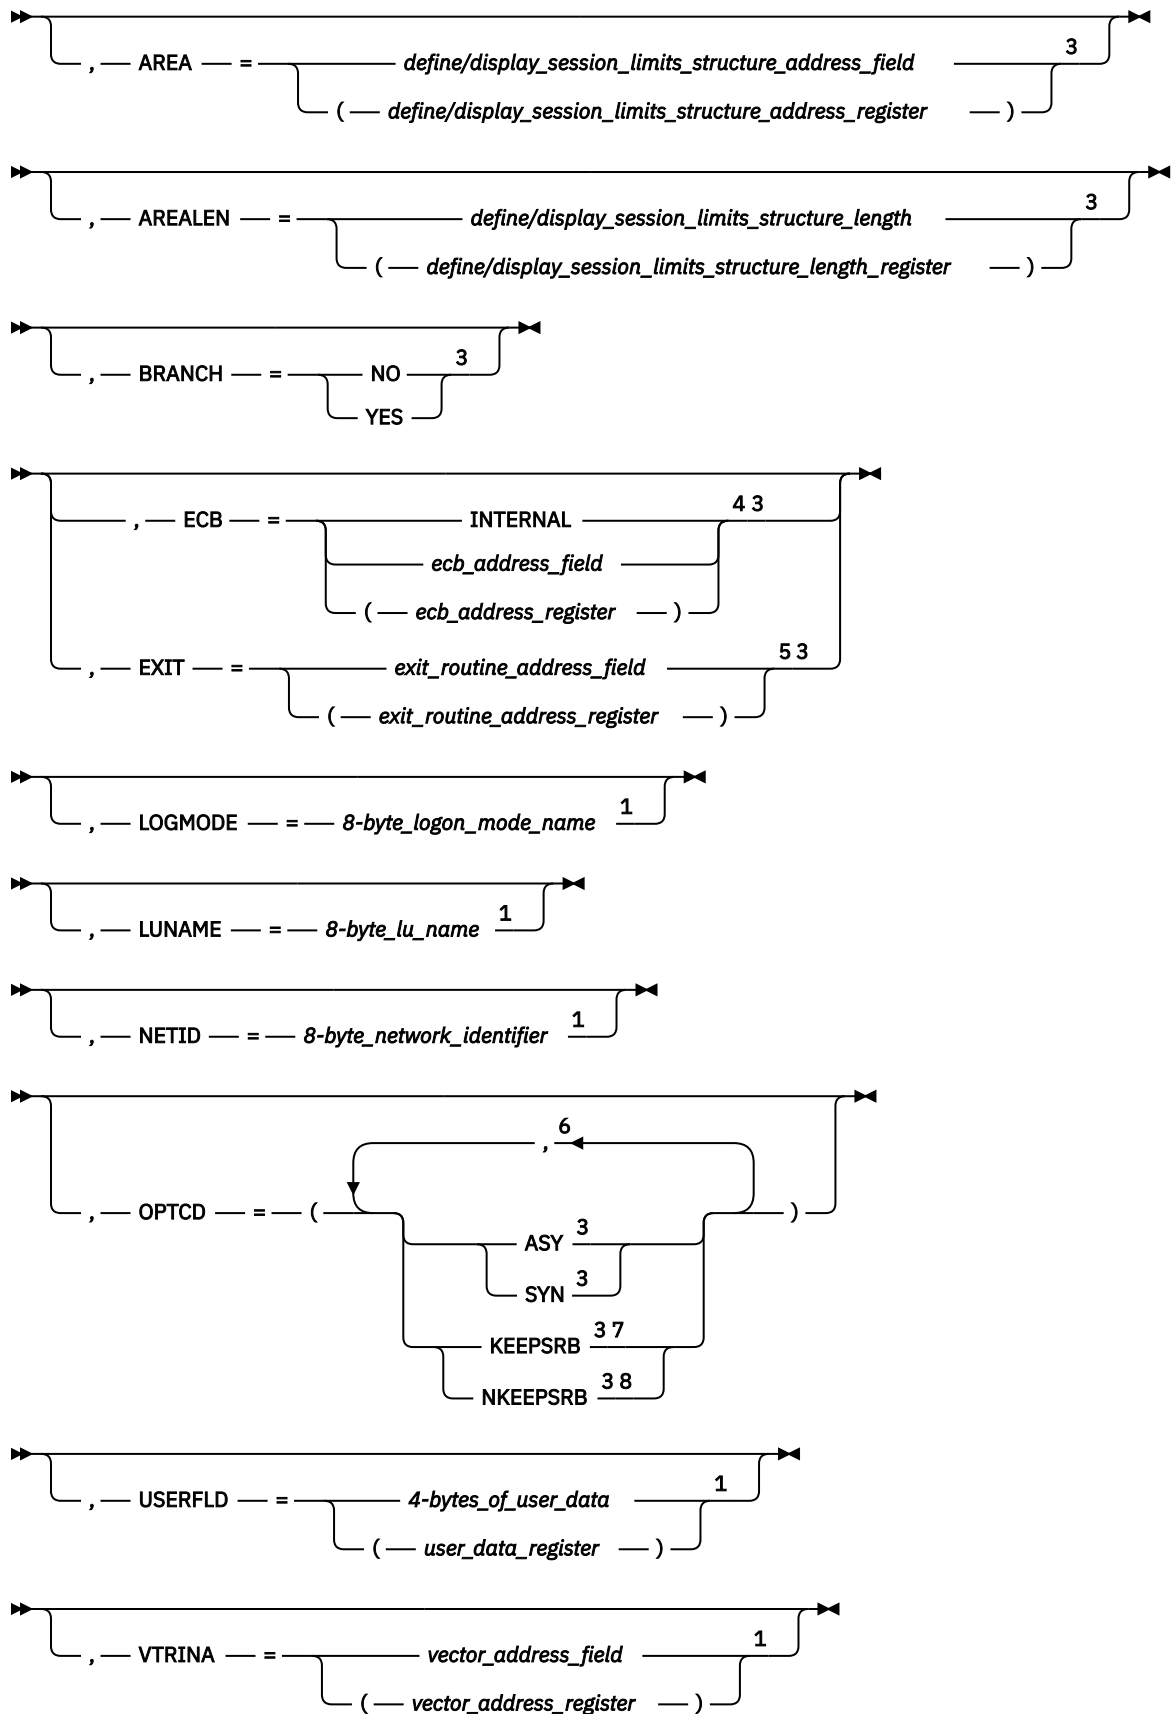 3
, AREA = define/display_session_limits_structure_address_field
( define/display_session_limits_structure_address_register )
3
, AREALEN = define/display_session_limits_structure_length
( define/display_session_limits_structure_length_register )
3
, BRANCH = NO
YES
4 3
, ECB = INTERNAL
ecb_address_field
( ecb_address_register )
5 3
, EXIT = exit_routine_address_field
( exit_routine_address_register )
1
, LOGMODE = 8-byte_logon_mode_name
1
, LUNAME = 8-byte_lu_name
1
, NETID = 8-byte_network_identifier
6
,
, OPTCD = ( )
3
ASY
3
SYN
3 7
KEEPSRB
3 8
NKEEPSRB
1
, USERFLD = 4-bytes_of_user_data
( user_data_register )
1
, VTRINA = vector_address_field
( vector_address_register )